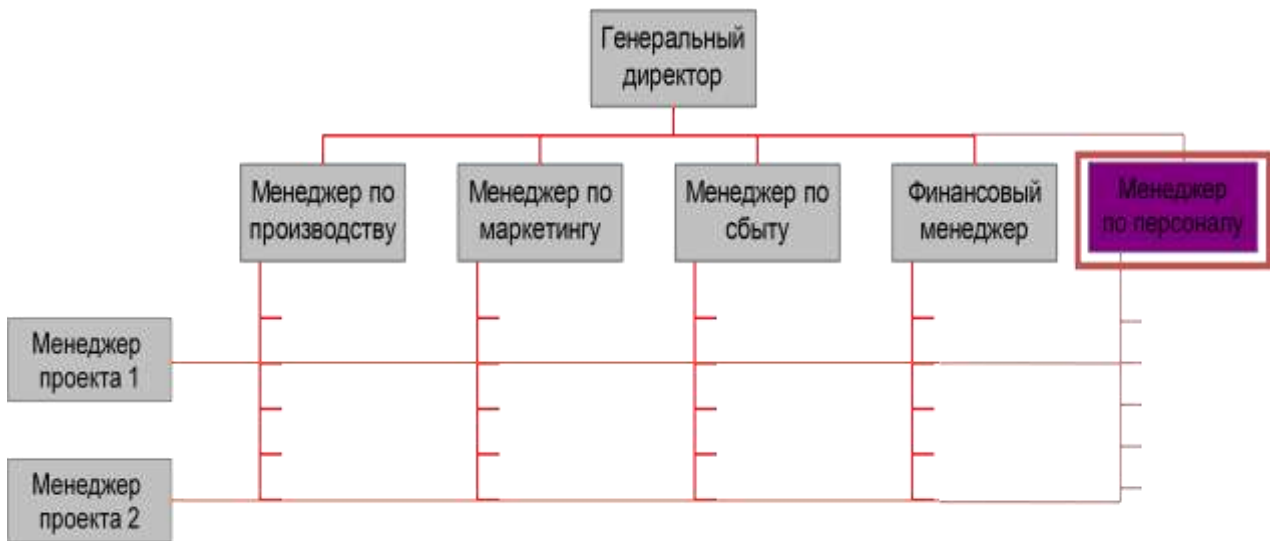 Генеральный
директор
Менеджер по
производству
Менеджер по
маркетингу
Менеджер по
сбыту
Финансовый
менеджер
Менеджер
по персоналу
Менеджер
проекта 1
Менеджер
проекта 2